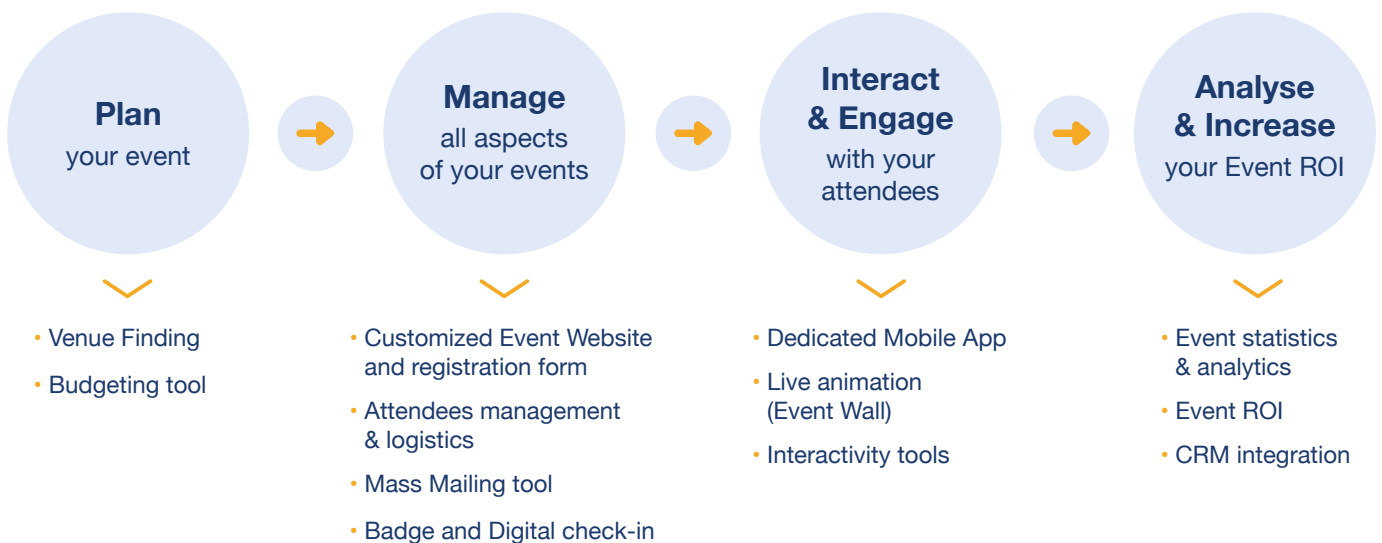 Plan
your event
Manage
all aspects
of your events
Interact
& Engage
with your
attendees
Analyse
& Increase
your Event ROI
• Venue Finding
• Budgeting tool
• Customized Event Website
and registration form
• Attendees management
& logistics
• Mass Mailing tool
• Badge and Digital check-in
• Dedicated Mobile App
• Live animation
(Event Wall)
• Interactivity tools
• Event statistics
& analytics
• Event ROI
• CRM integration